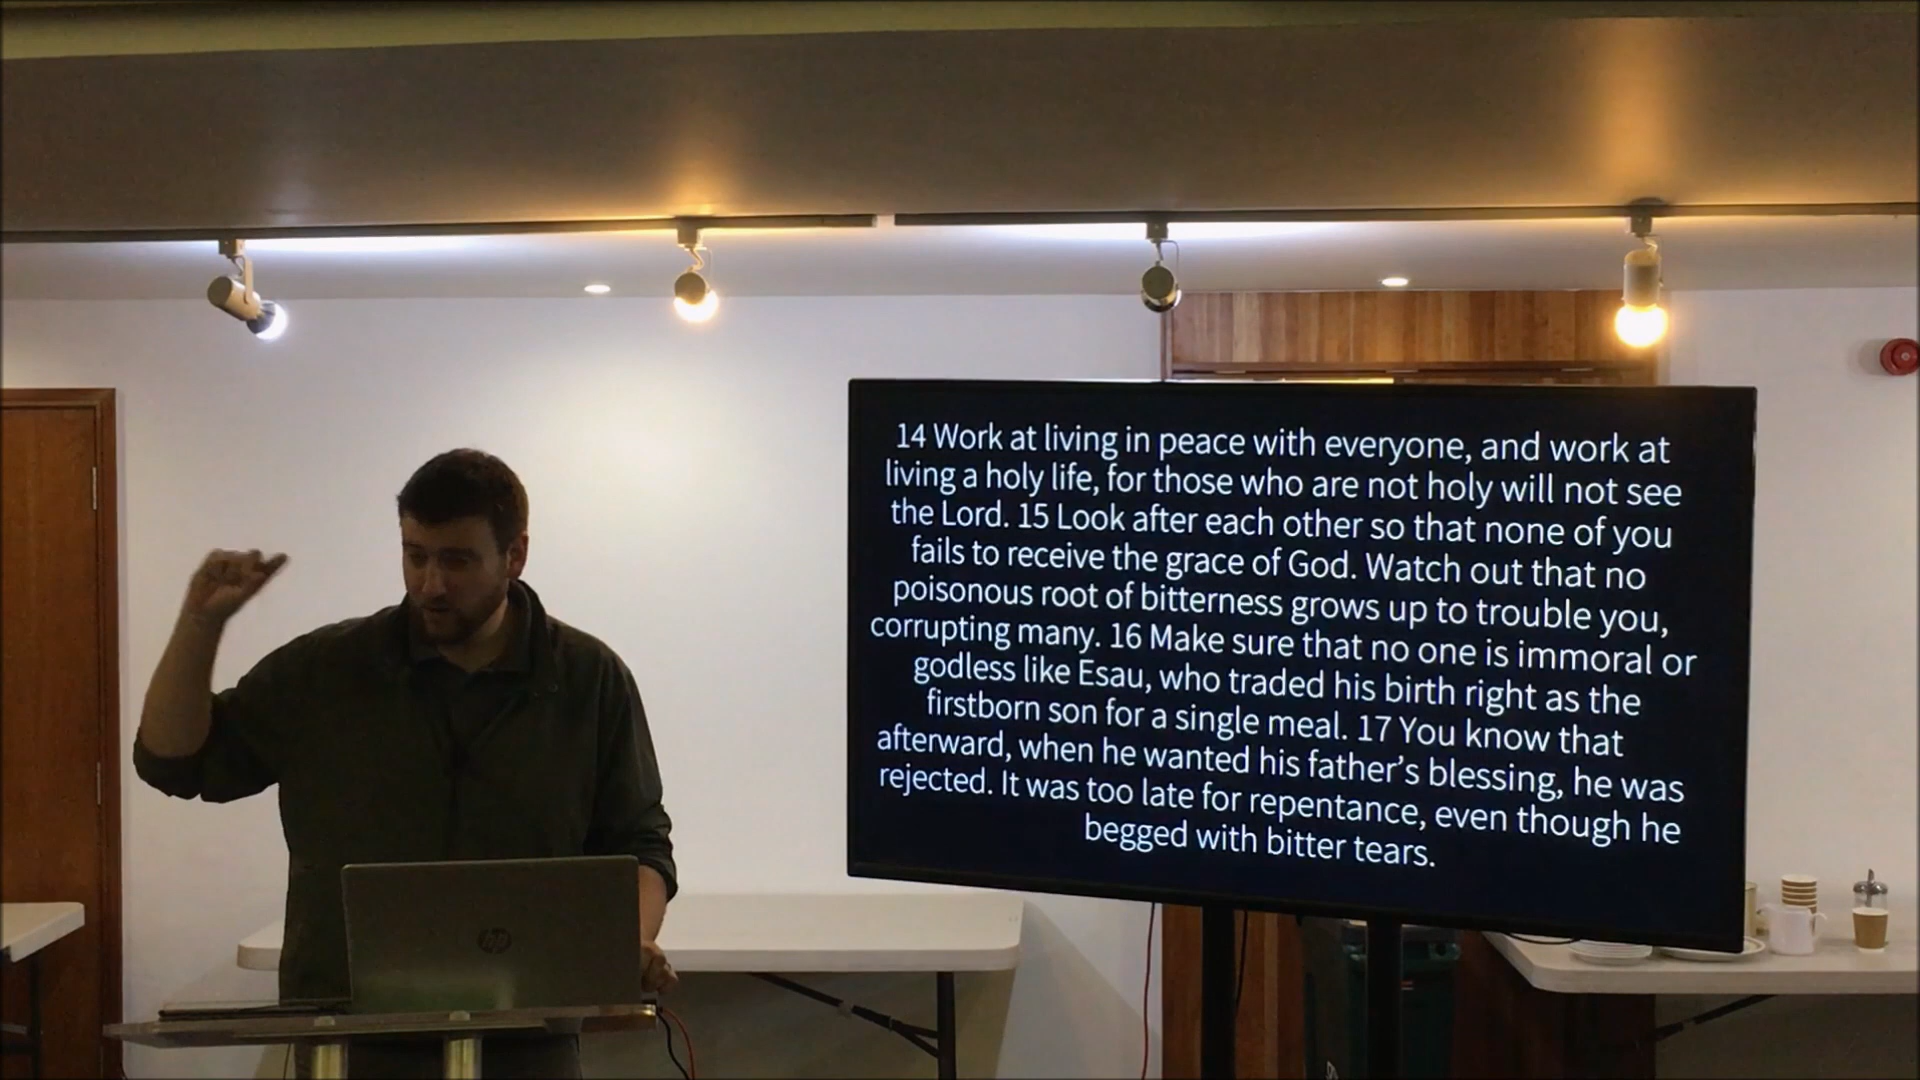 14 Work at living in peace with everyone, and work at
living a holy life, for those who are not holy will not see
the Lord. 15 Look after each other so that none of you
fails to receive the grace of God. Watch out that no
poisonous root of bitterness grows up to trouble you,
corrupting many. 16 Make sure that no one is immoral or
godless like Esau, who traded his birth right as the
firstborn son for a single meal. 17 You know that
afterward, when he wanted his father’s blessing, he was
rejected. It was too late for repentance, even though he
begged with bitter tears.
hp